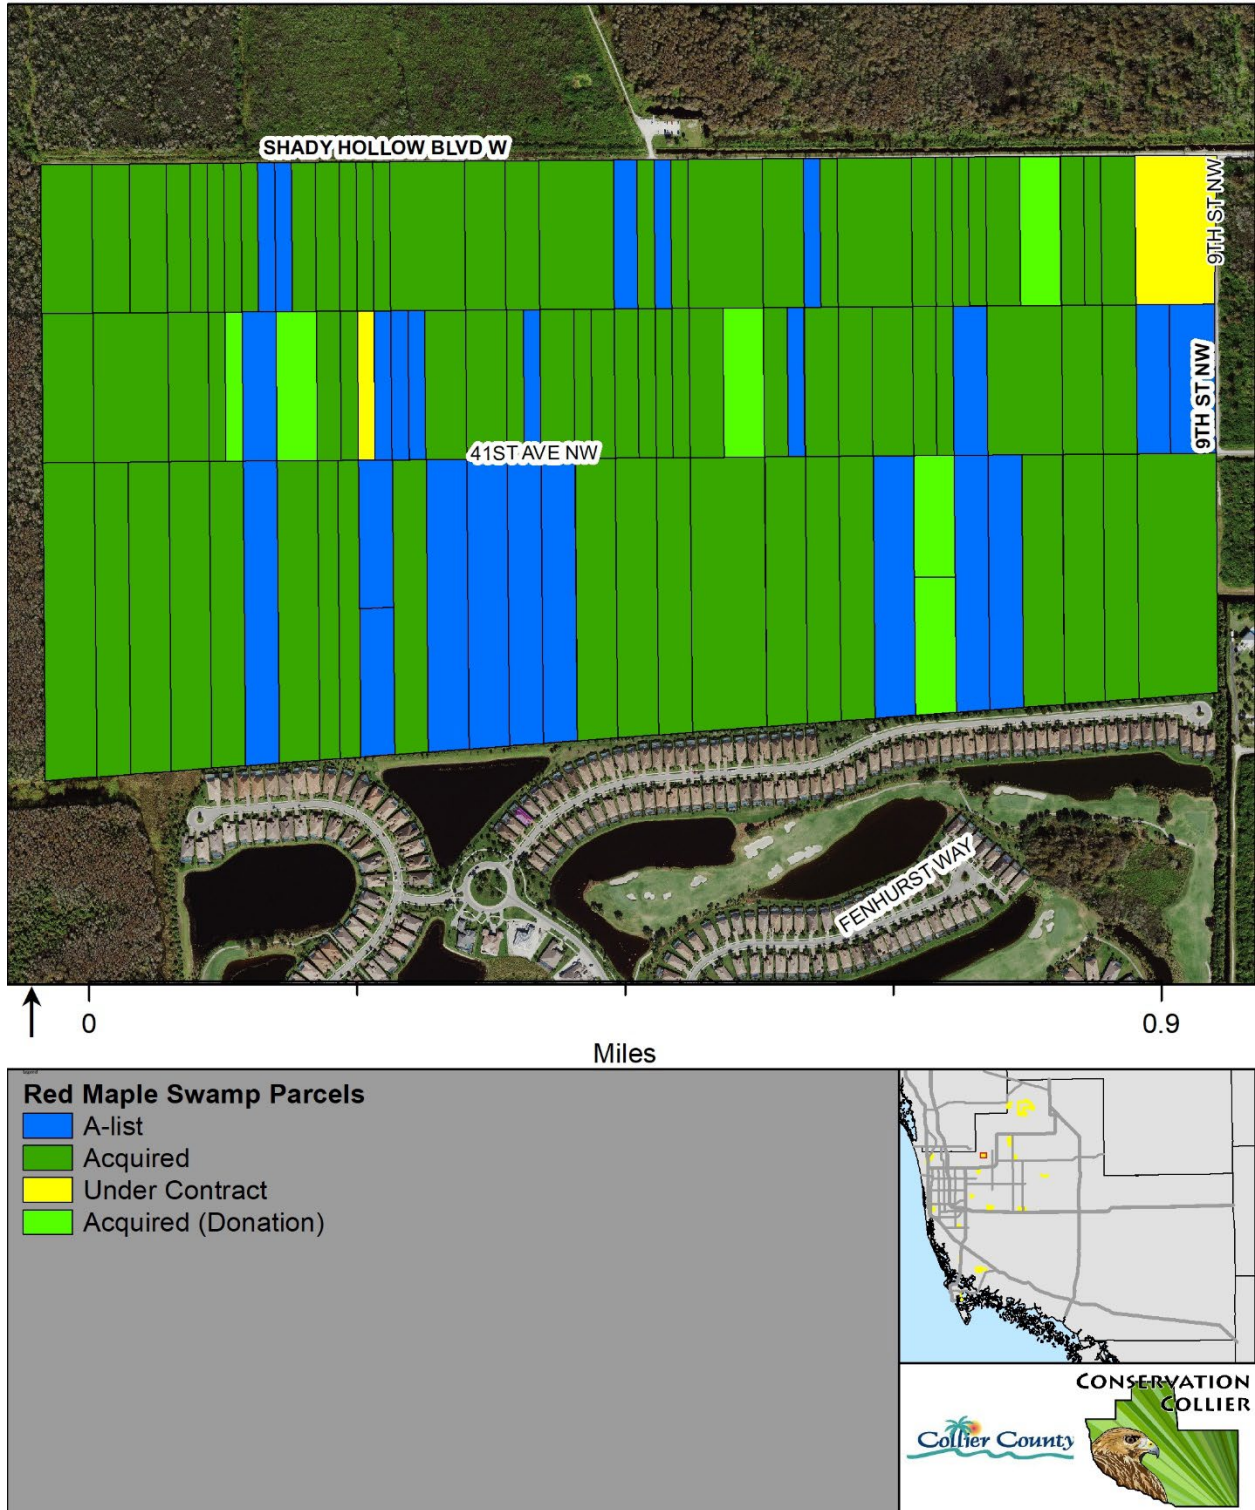 SHADY HOLLOW BLVD W
9TH ST NW
9TH ST NW
41ST AVE NW
FENHURST WAY
0
0.9
Miles
Red Maple Swamp Parcels
A-list
Acquired
Under Contract
Acquired (Donation)
CONSERVATION
COLLIER
Collier County